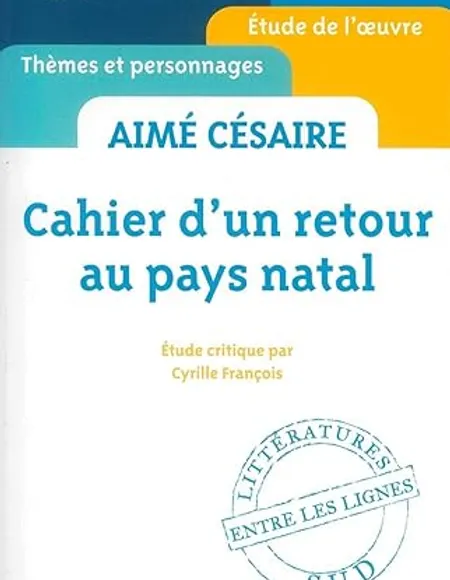 Étude de l'œuvre
Thèmes et personnages
AIMÉ CÉSAIRE
Cahier d'un retour
au pays natal
Étude critique par
Cyrille François
LITTÉRATURES
ENTRE LES LIGNES
SUD